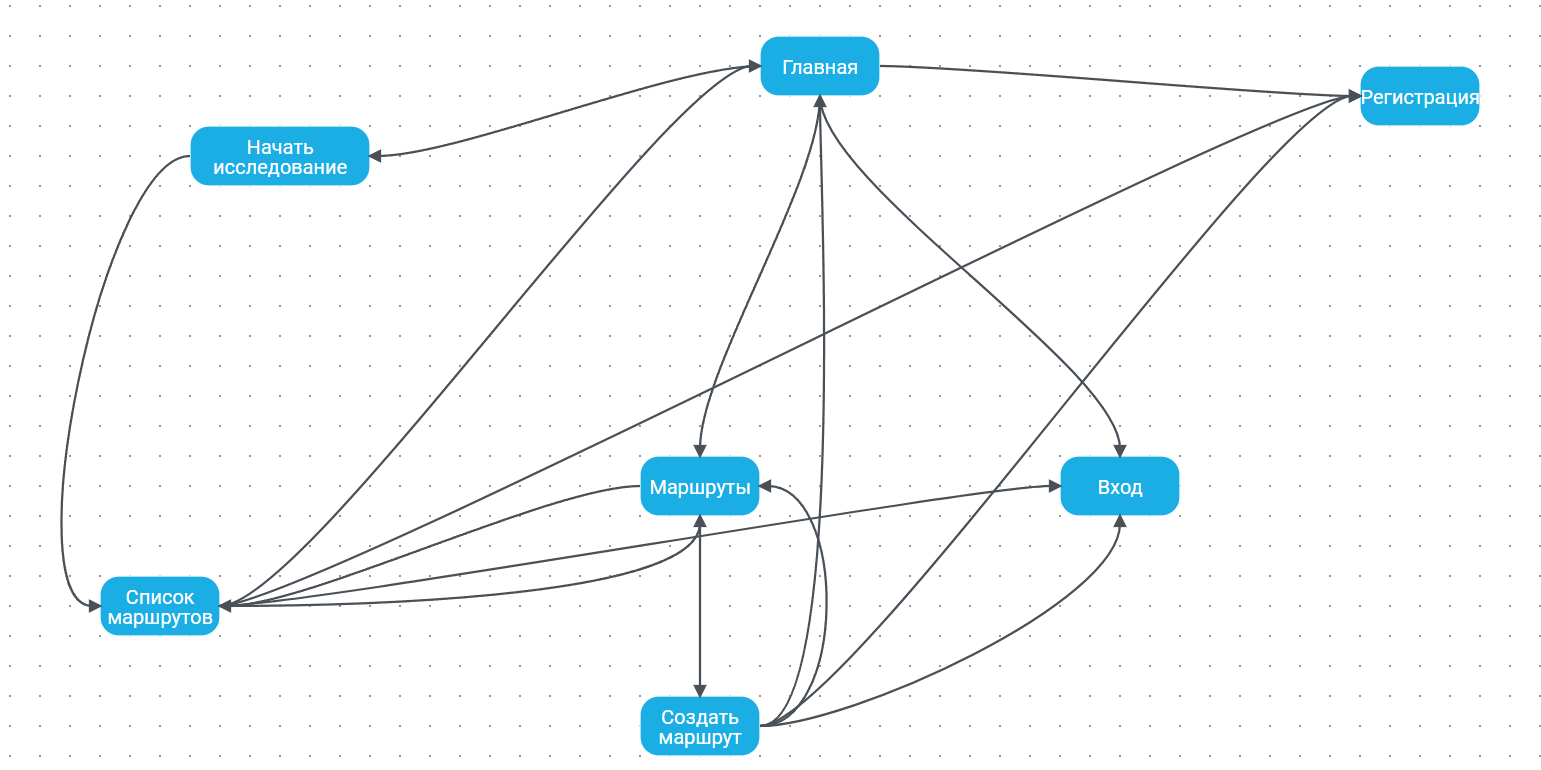 Главная
Регистрация
Начать
исследование
Маршруты
Вход
Список
маршрутов
Создать
маршрут